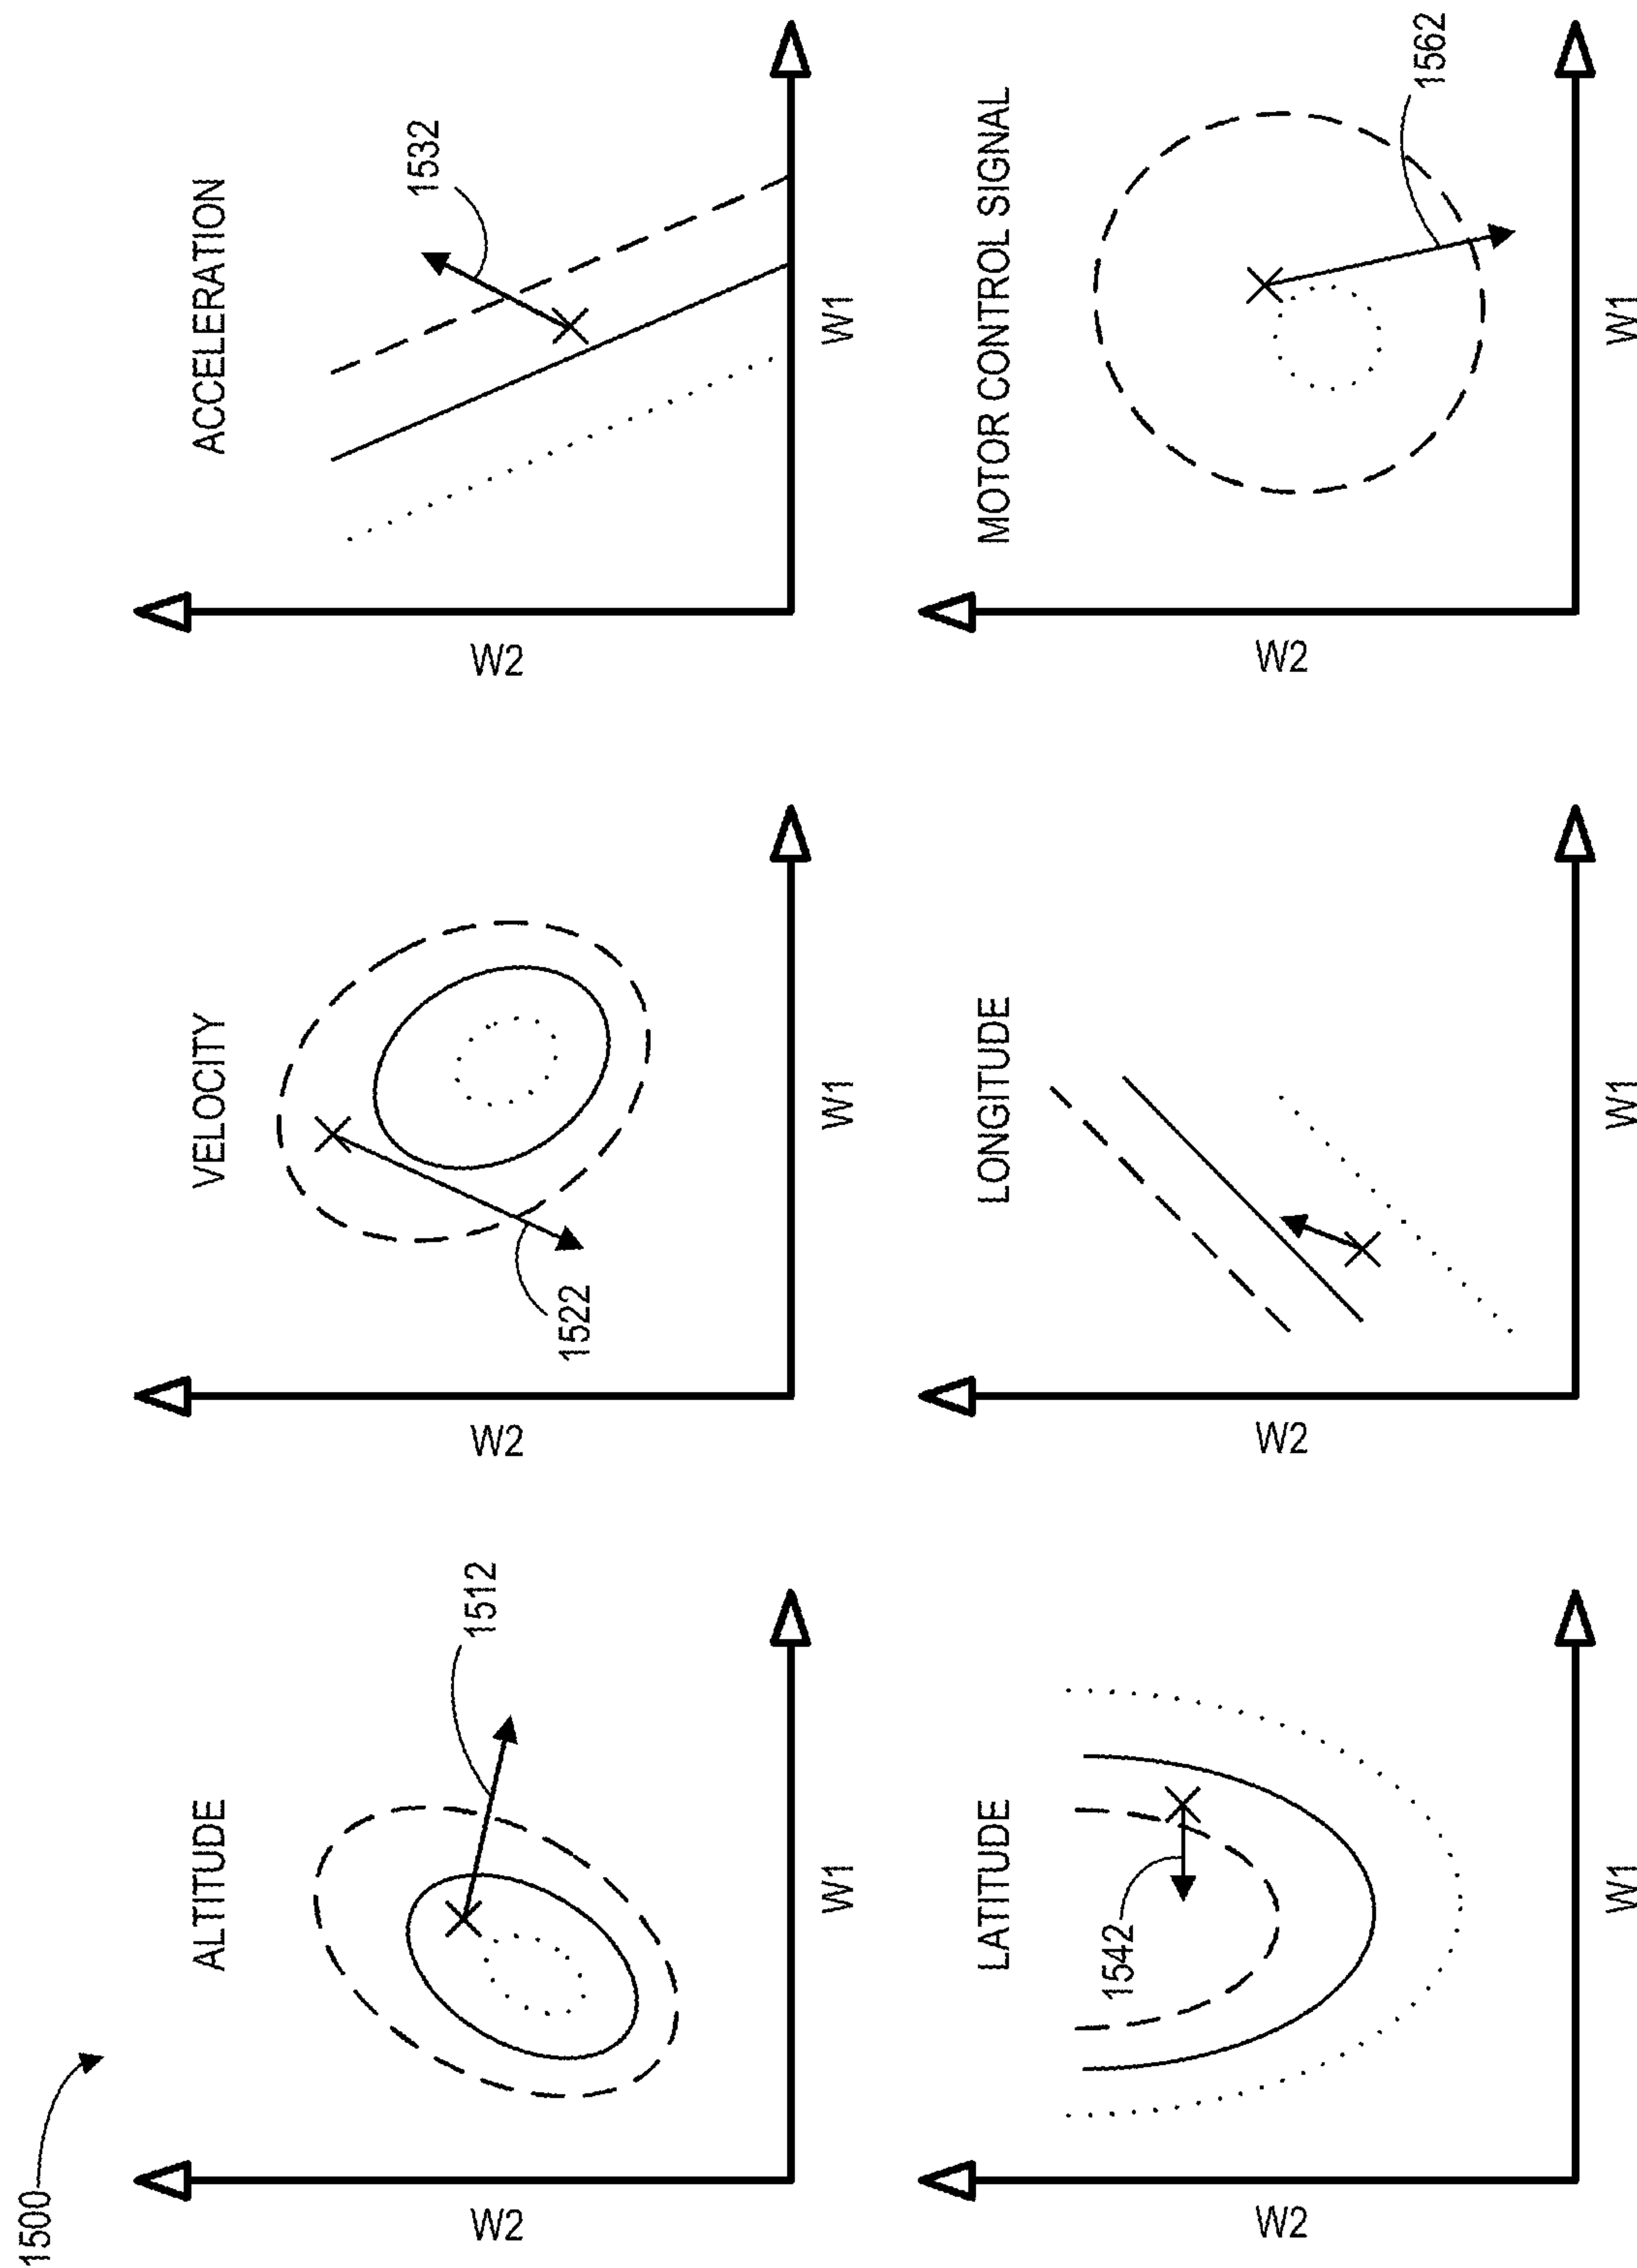 1500
ALTITUDE
W2
1512
W1
VELOCITY
W2
1522
W1
ACCELERATION
W2
1532
W1
LATITUDE
W2
1542
W1
LONGITUDE
W2
W1
MOTOR CONTROL SIGNAL
W2
1562
W1